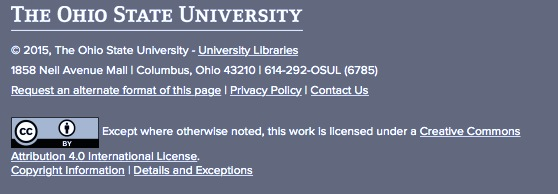 THE OHIO STATE UNIVERSITY
© 2015, The Ohio State University - University Libraries
1858 Neil Avenue Mall | Columbus, Ohio 43210 | 614-292-OSUL (6785)
Request an alternate format of this page | Privacy Policy | Contact Us
cc BY Except where otherwise noted, this work is licensed under a Creative Commons
Attribution 4.0 International License.
Copyright Information | Details and Exceptions